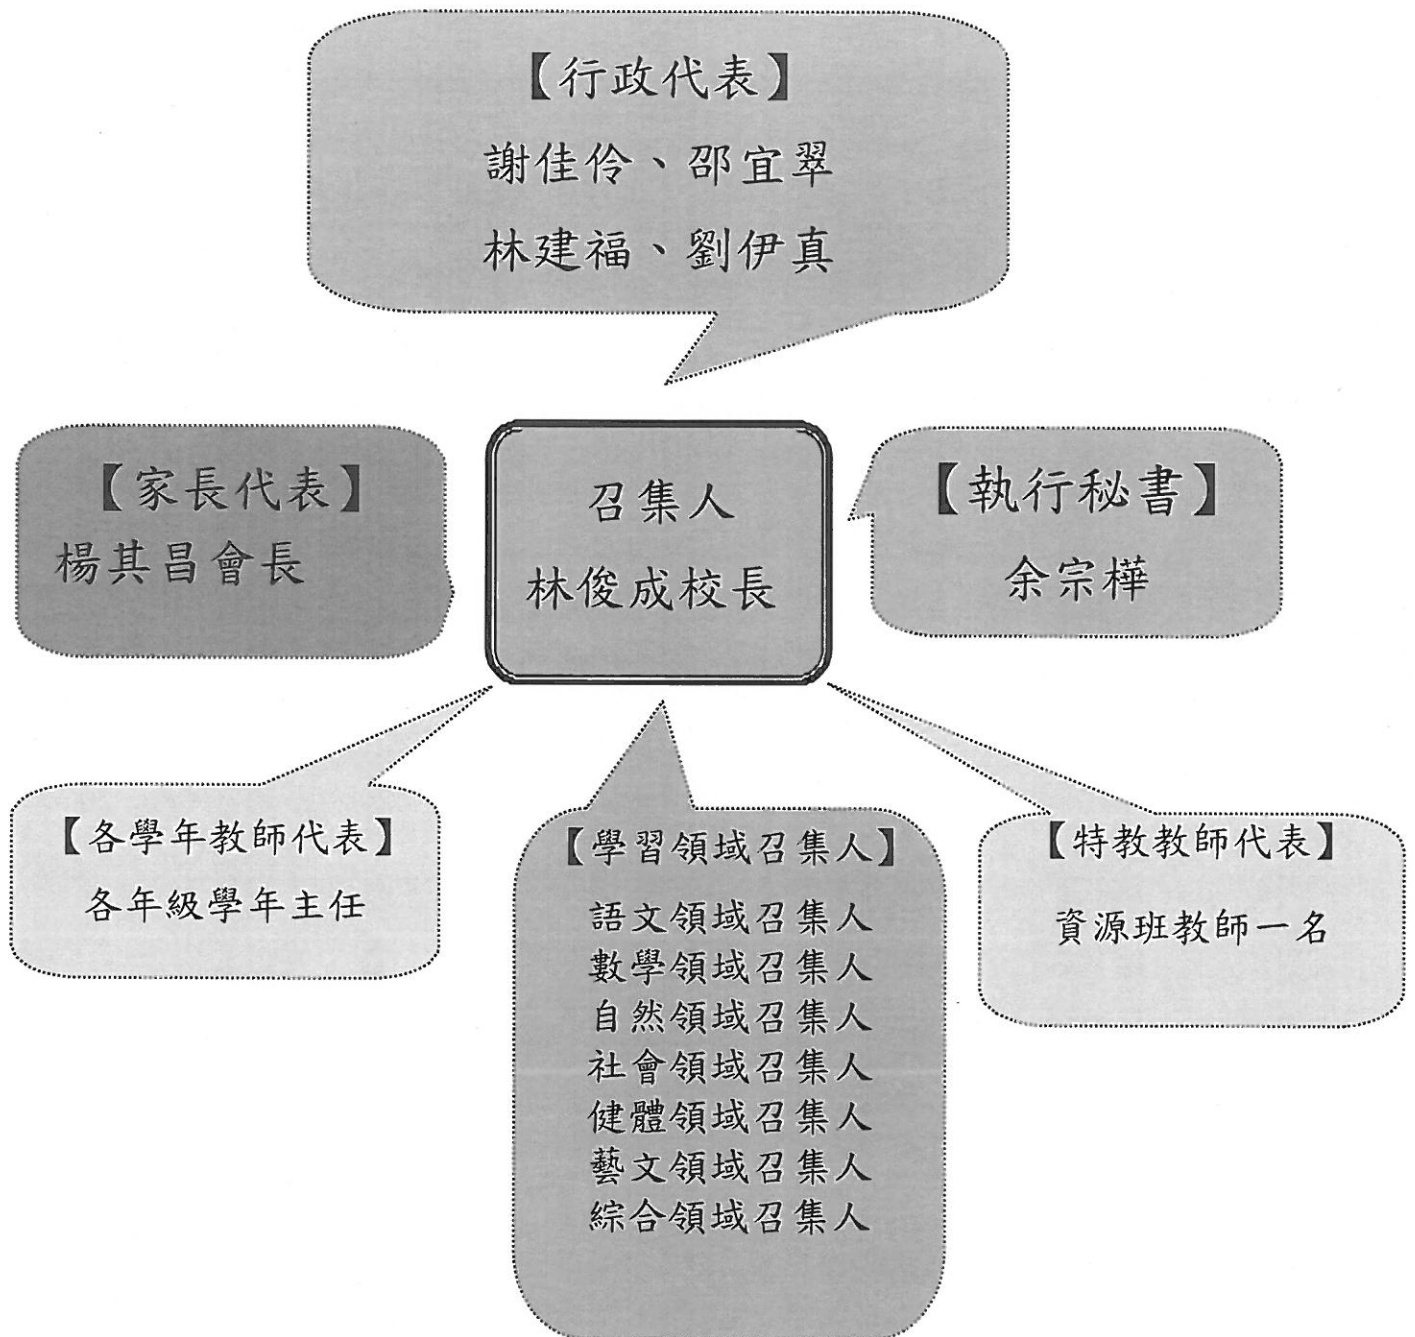 【行政代表】
謝佳伶、邵宜翠
林建福、劉伊真
【家長代表】
楊其昌會長
召集人
林俊成校長
【執行秘書】
余宗樺
【各學年教師代表】
各年級學年主任
【學習領域召集人】
語文領域召集人
數學領域召集人
自然領域召集人
社會領域召集人
健體領域召集人
藝文領域召集人
綜合領域召集人
【特教教師代表】
資源班教師一名